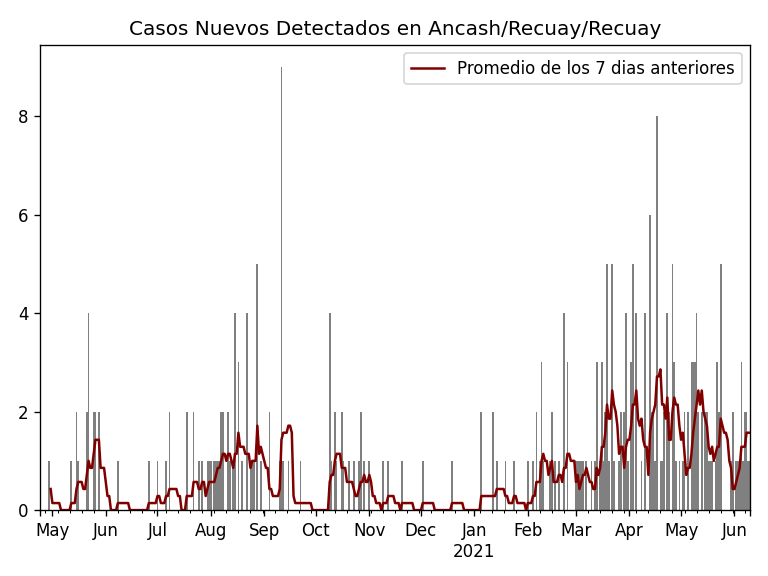 Casos Nuevos Detectados en Ancash/Recuay/Recuay
Promedio de los 7 dias anteriores
8
6
4
2
0
May Jun Jul Aug Sep Oct Nov Dec Jan Feb Mar Apr May Jun
2021